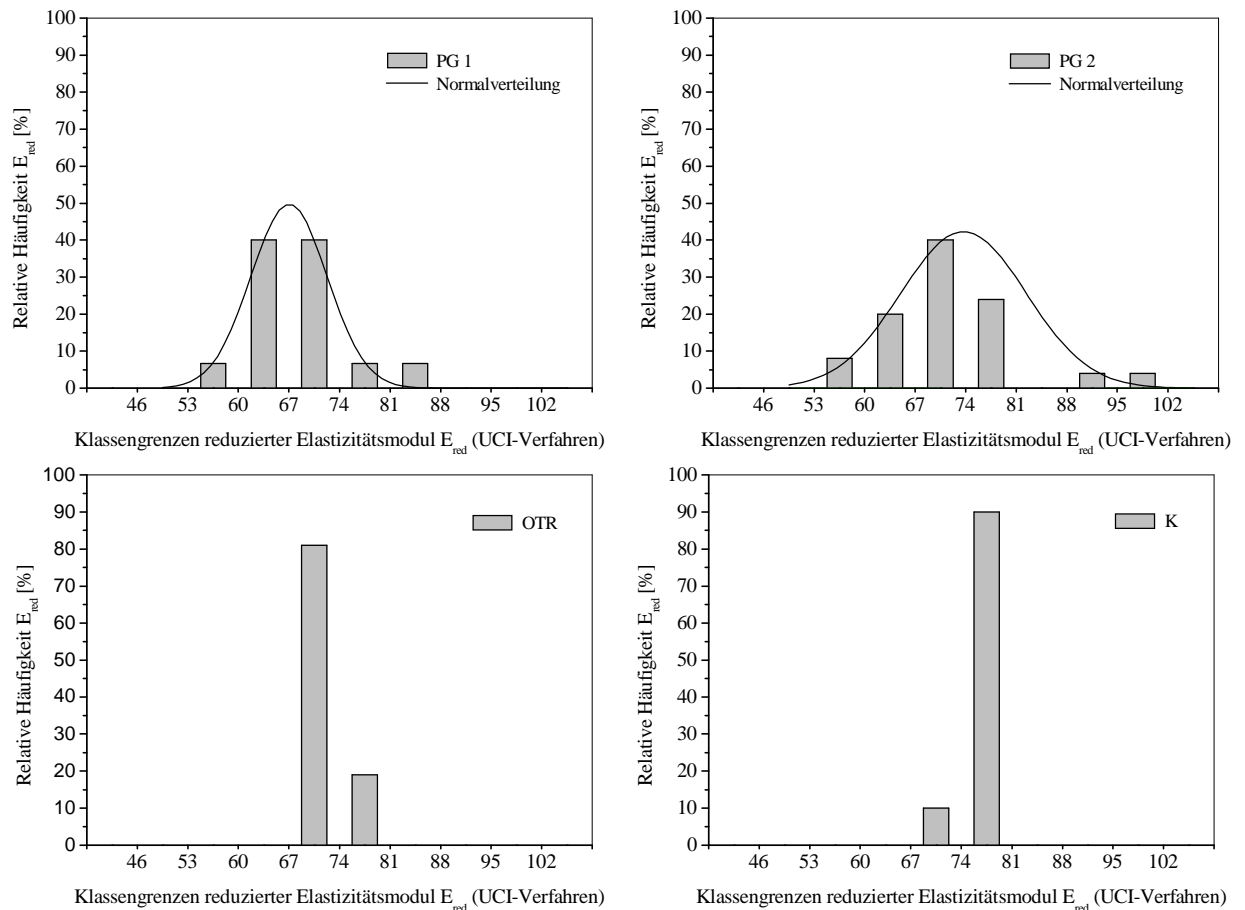 100
90
80
70
60
50
40
30
20
10
0
Relative Häufigkeit E_red [%]
PG 1
Normalverteilung
46 53 60 67 74 81 88 95 102
Klassengrenzen reduzierter Elastizitätsmodul E_red (UCI-Verfahren)
100
90
80
70
60
50
40
30
20
10
0
Relative Häufigkeit E_red [%]
PG 2
Normalverteilung
46 53 60 67 74 81 88 95 102
Klassengrenzen reduzierter Elastizitätsmodul E_red (UCI-Verfahren)
100
90
80
70
60
50
40
30
20
10
0
Relative Häufigkeit E_red [%]
OTR
46 53 60 67 74 81 88 95 102
Klassengrenzen reduzierter Elastizitätsmodul E_red (UCI-Verfahren)
100
90
80
70
60
50
40
30
20
10
0
Relative Häufigkeit E_red [%]
K
46 53 60 67 74 81 88 95 102
Klassengrenzen reduzierter Elastizitätsmodul E_red (UCI-Verfahren)